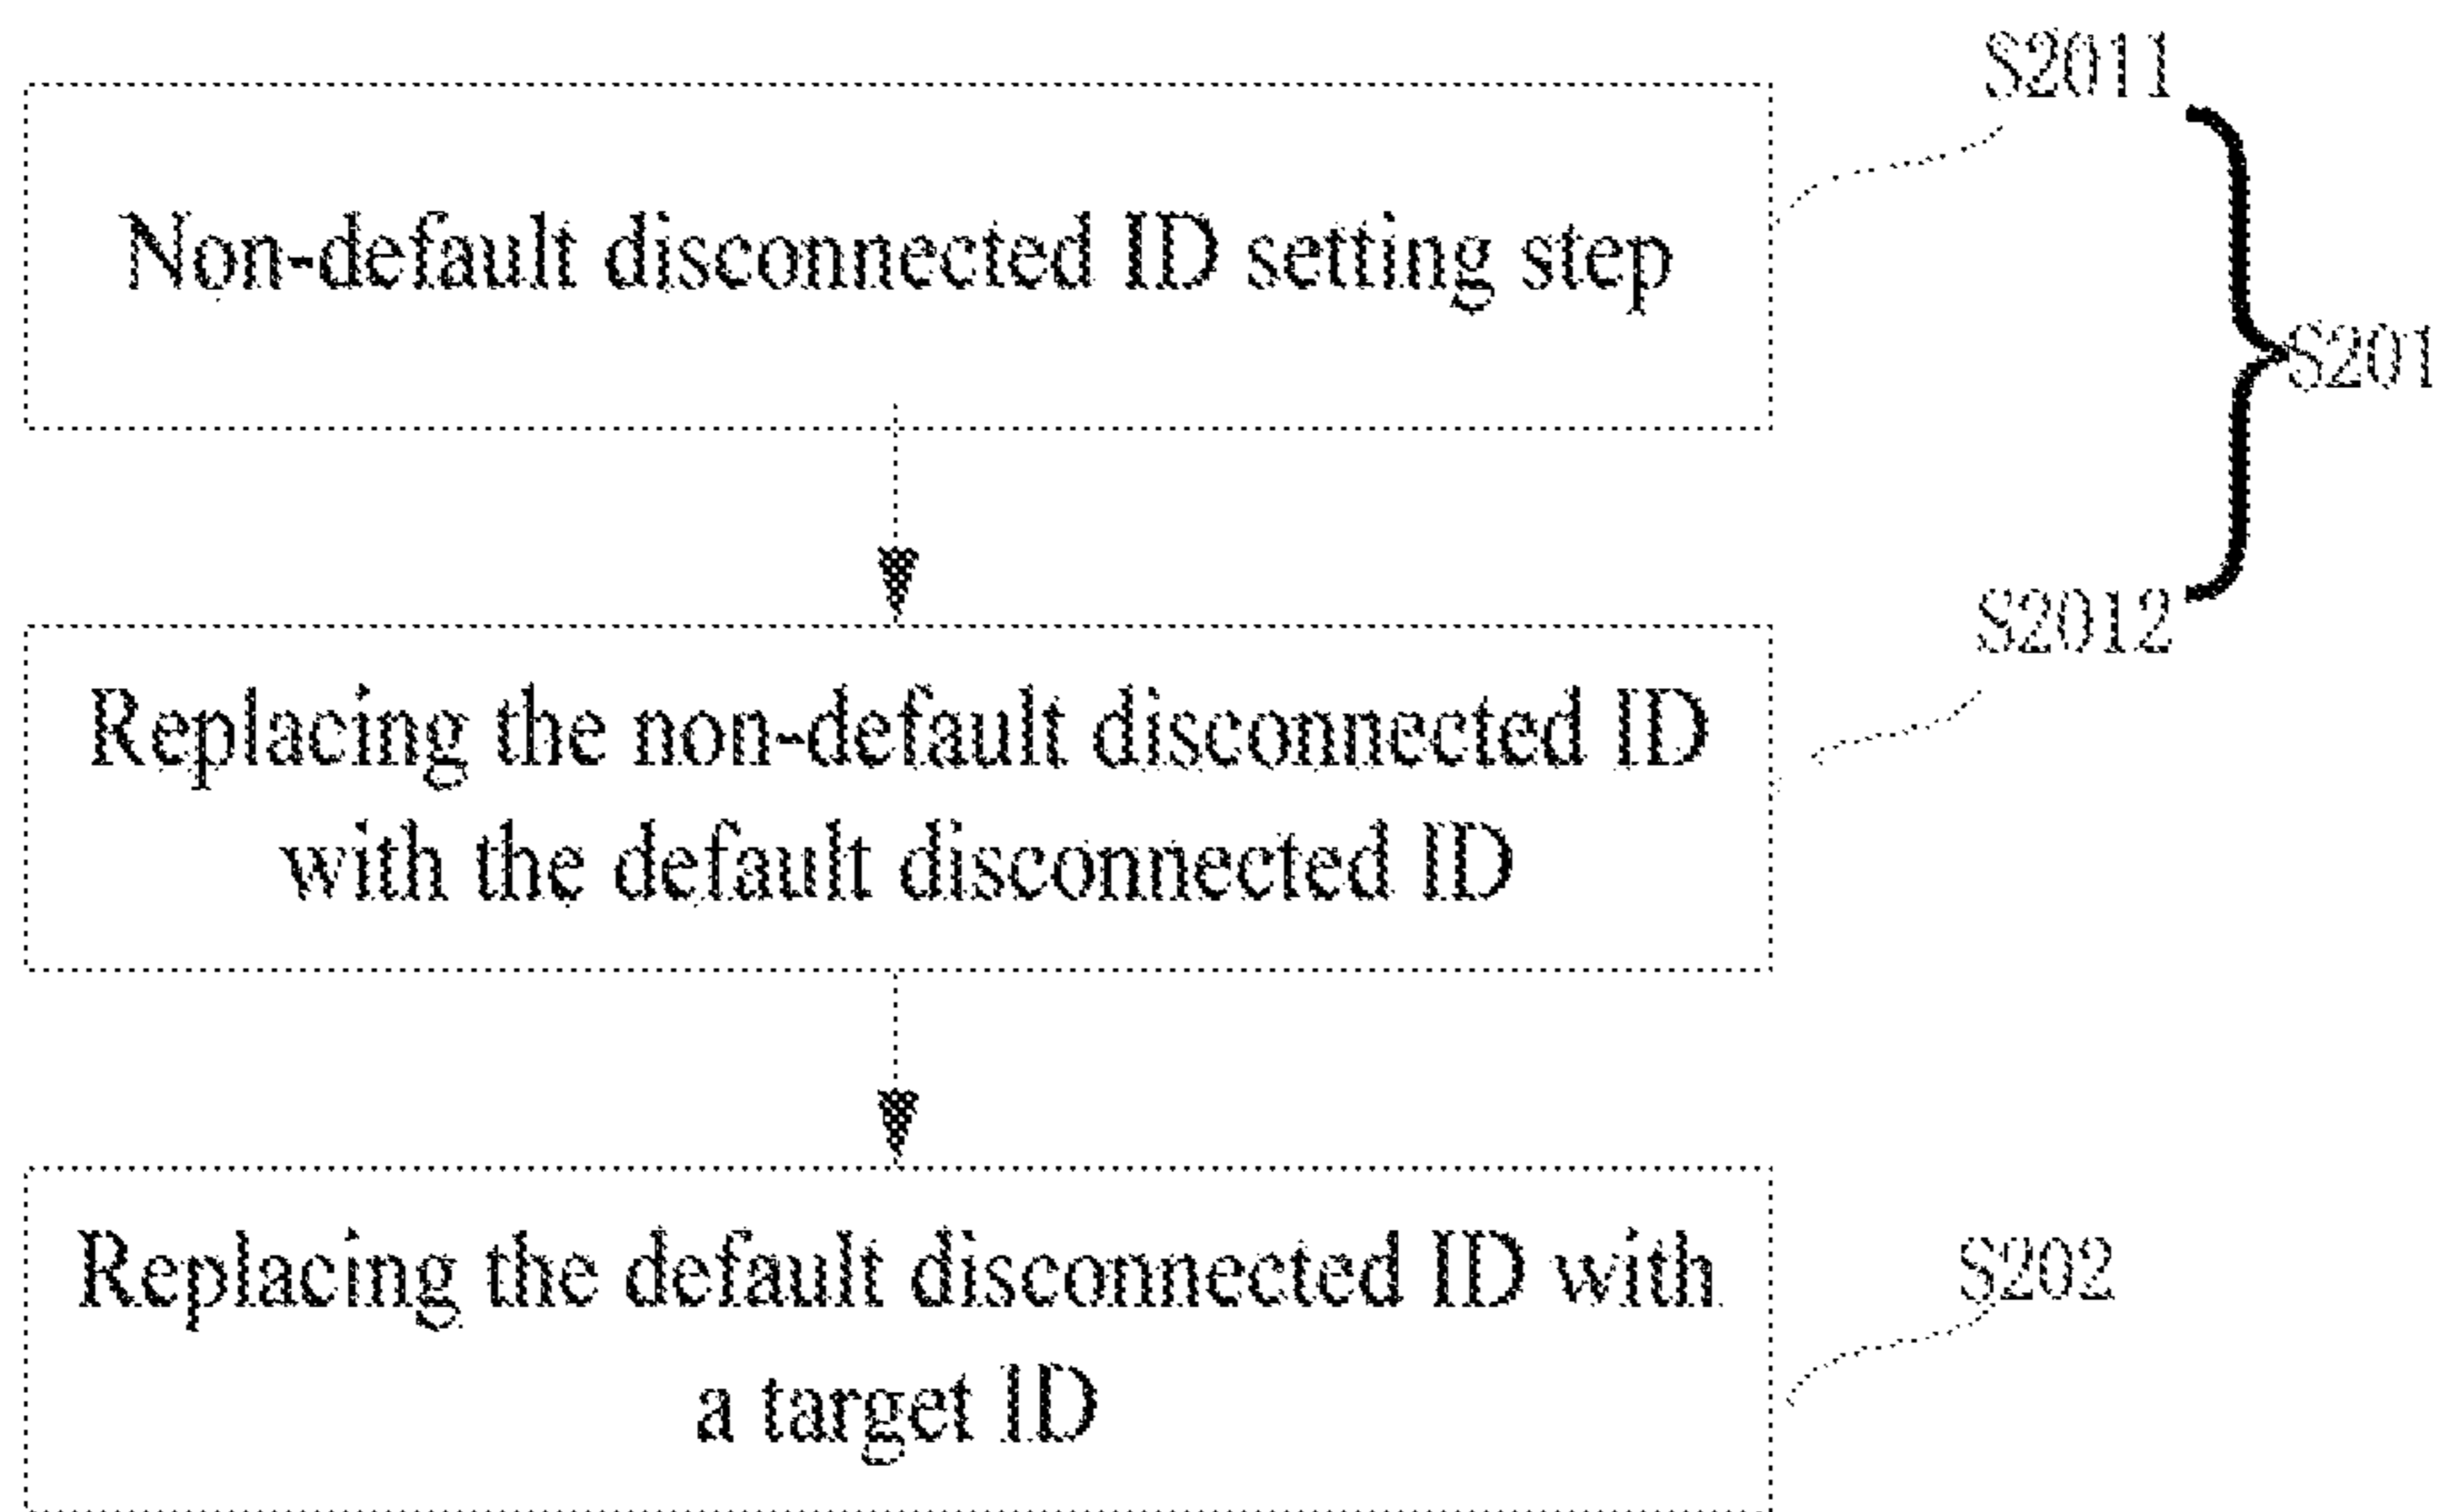 S2011
Non-default disconnected ID setting step
S201
S2012
Replacing the non-default disconnected ID
with the default disconnected ID
Replacing the default disconnected ID with
a target ID
S202